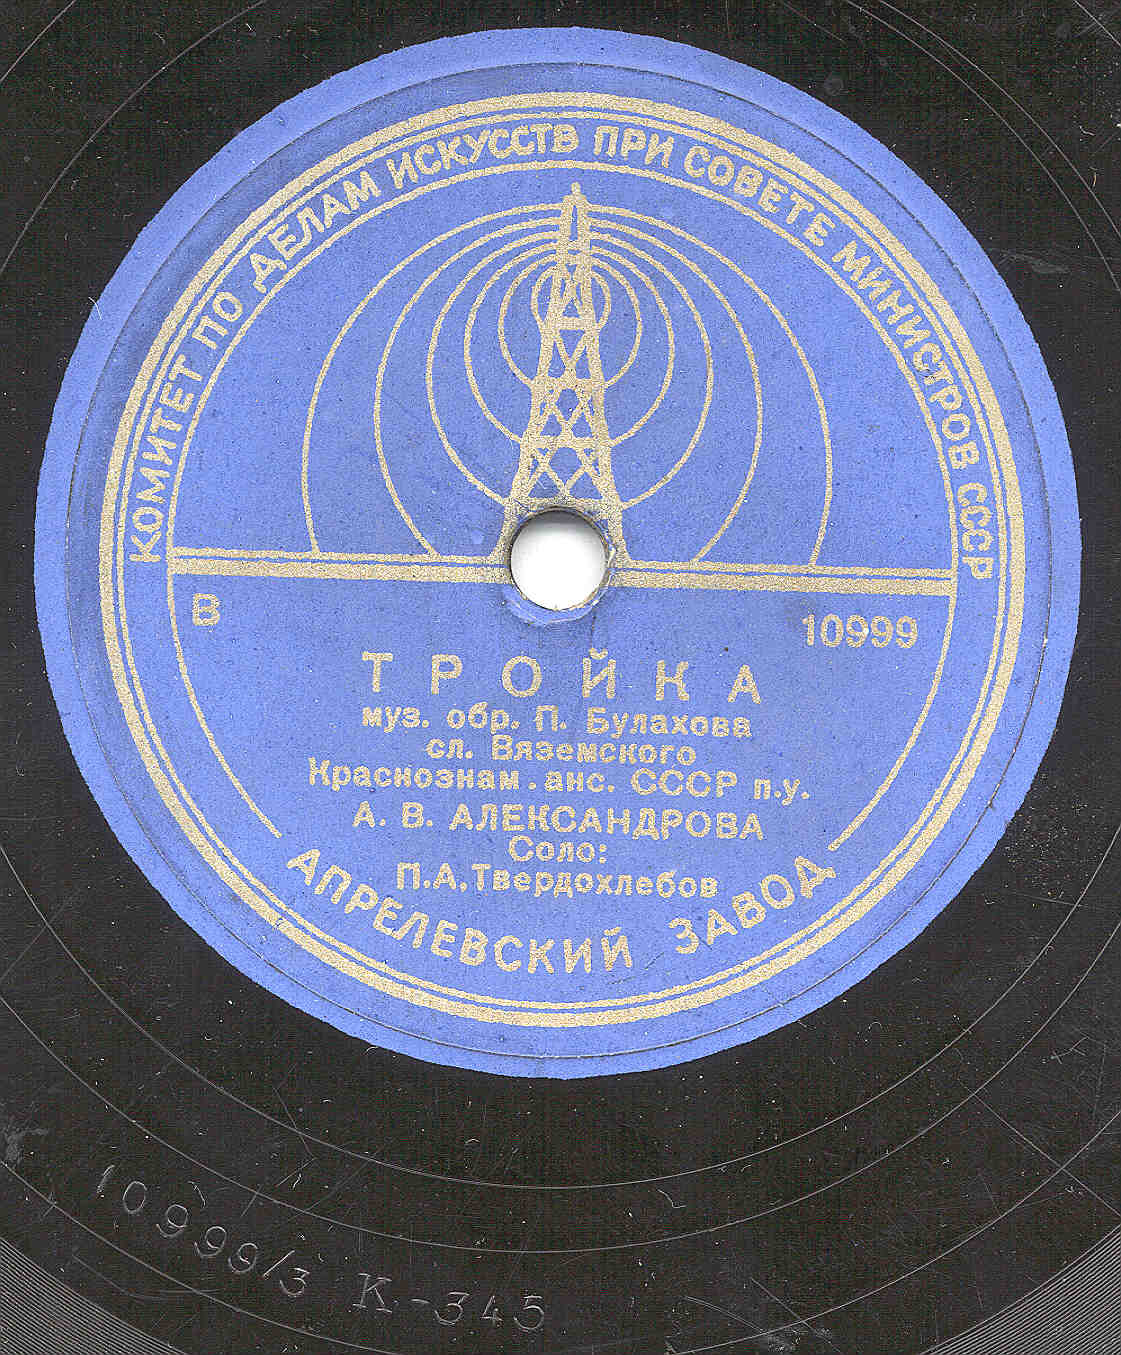 КОМИТЕТ ПО ДЕЛАМ ИСКУССТВ ПРИ СОВЕТЕ МИНИСТРОВ СССР
В
10999
ТРОЙКА
муз. обр. П. Булахова
сл. Вяземского
Краснознам. анс. СССР п.у.
А. В. АЛЕКСАНДРОВА
Соло:
П.А.Твердохлебов
АПРЕЛЕВСКИЙ ЗАВОД
10999/3 K-345